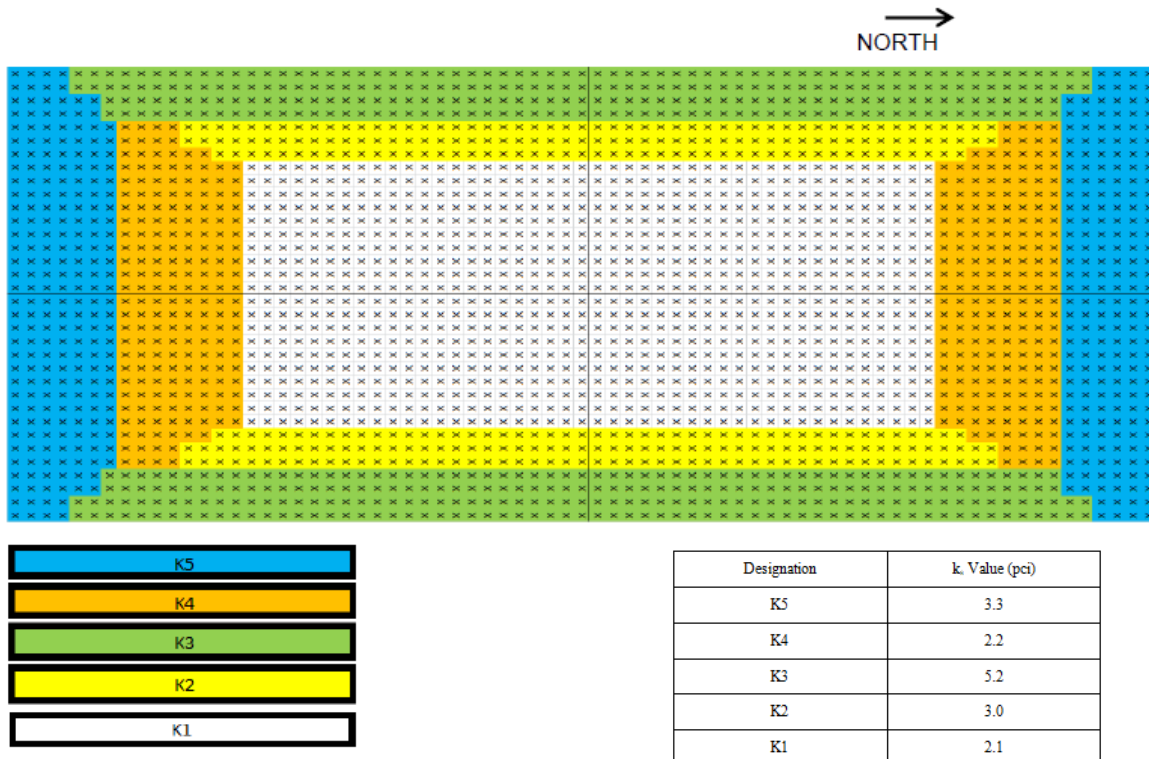 NORTH
K5
K4
K3
K2
K1
Designation k, Value (pci)
K5 3.3
K4 2.2
K3 5.2
K2 3.0
K1 2.1